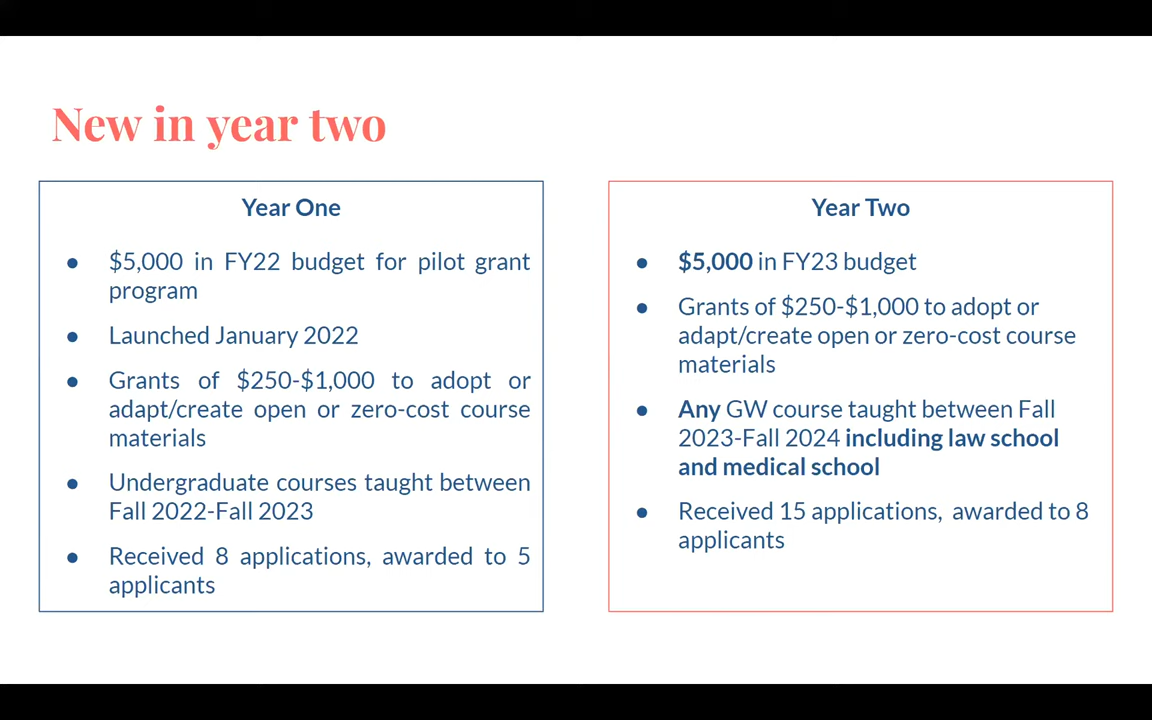 New in year two
Year One
● $5,000 in FY22 budget for pilot grant
program
● Launched January 2022
● Grants of $250-$1,000 to adopt or
adapt/create open or zero-cost course
materials
● Undergraduate courses taught between
Fall 2022-Fall 2023
● Received 8 applications, awarded to 5
applicants
Year Two
● $5,000 in FY23 budget
● Grants of $250-$1,000 to adopt or
adapt/create open or zero-cost course
materials
● Any GW course taught between Fall
2023-Fall 2024 including law school
and medical school
● Received 15 applications, awarded to 8
applicants